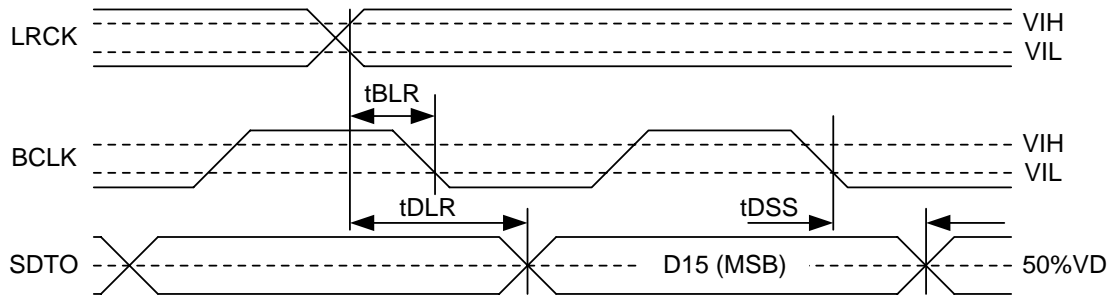 LRCK
VIH
VIL
tBLR
BCLK
VIH
VIL
tDLR
tDSS
SDTO
D15 (MSB)
50%VD